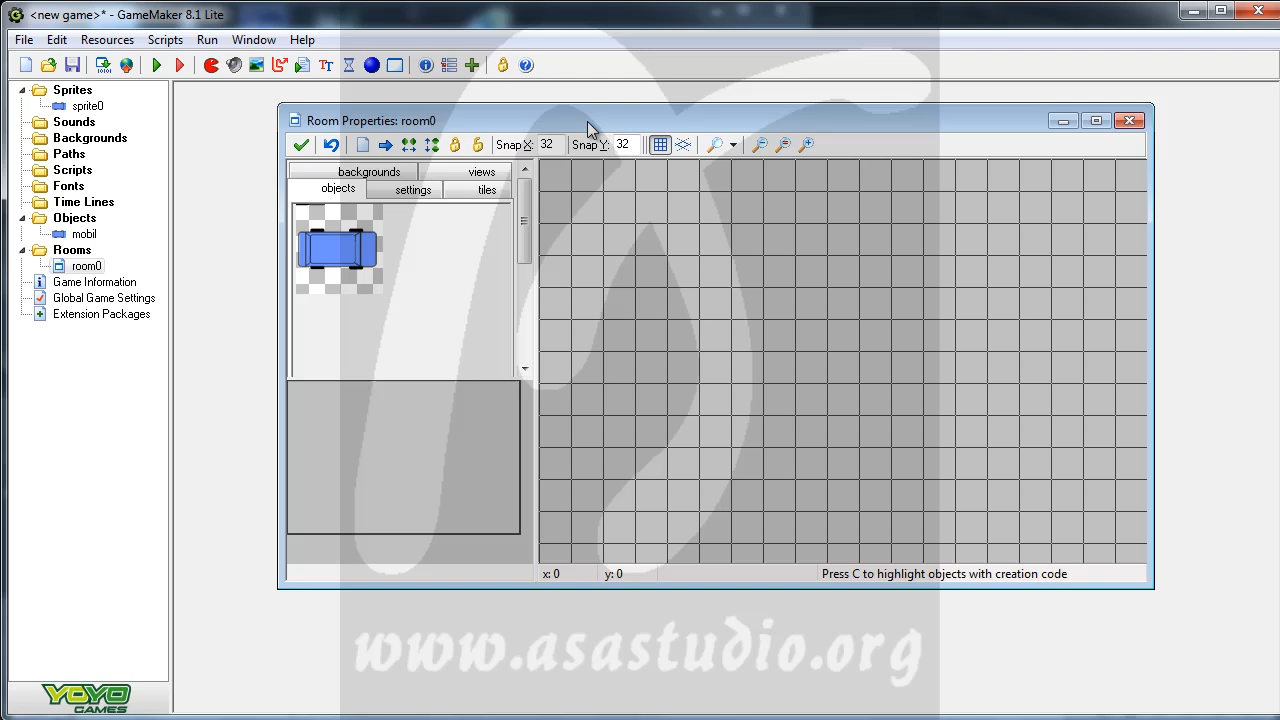 <new game>* - GameMaker 8.1 Lite
File Edit Resources Scripts Run Window Help
Sprites
sprite0
Sounds
Backgrounds
Paths
Scripts
Fonts
Time Lines
Objects
mobil
Rooms
room0
Game Information
Global Game Settings
Extension Packages
YOYO
GAMES
Room Properties: room0
Snap X: 32 Snap Y: 32
backgrounds views
objects settings tiles
x: 0 y: 0 Press C to highlight objects with creation code
www.asastudio.org